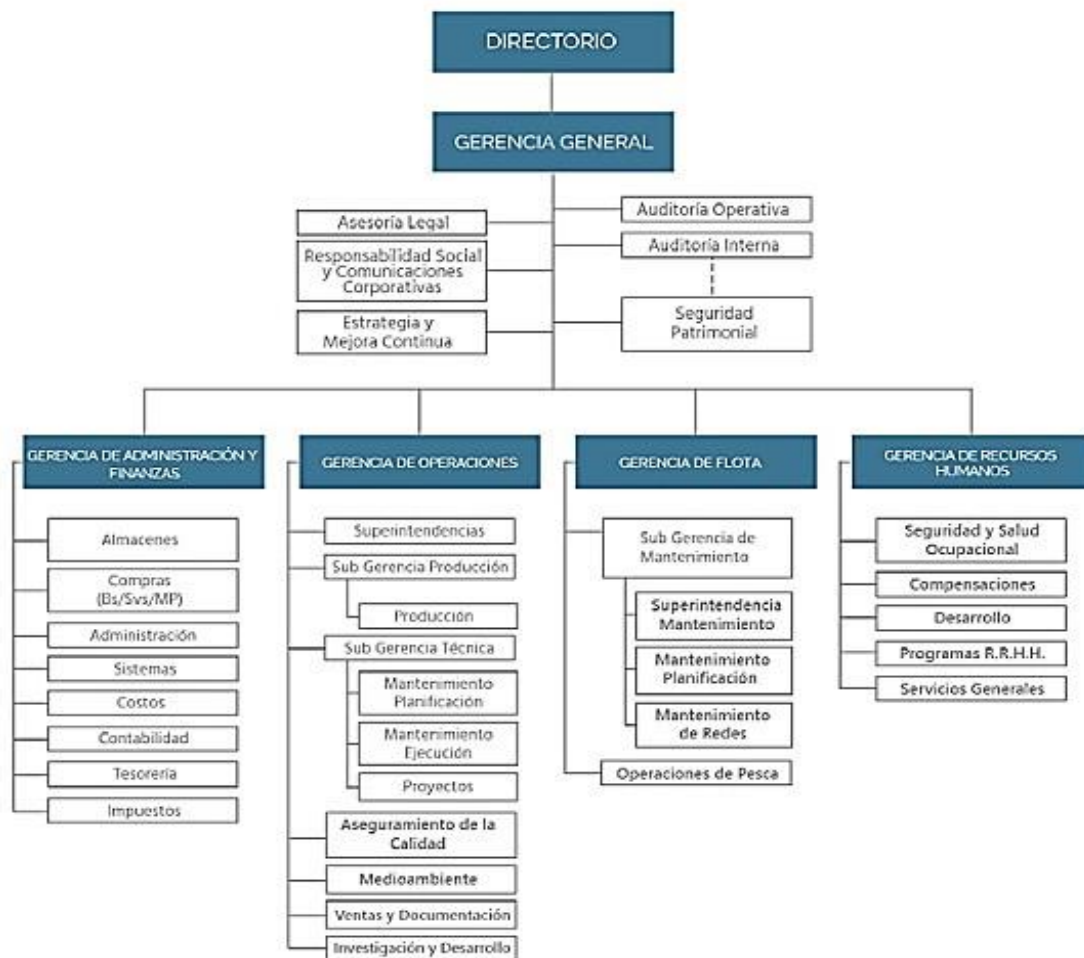 DIRECTORIO
GERENCIA GENERAL
Asesoría Legal
Responsabilidad Social
y Comunicaciones
Corporativas
Estrategia y
Mejora Continua
Auditoría Operativa
Auditoría Interna
Seguridad
Patrimonial
GERENCIA DE ADMINISTRACIÓN Y
FINANZAS
Almacenes
Compras
(Bs/Svs/MP)
Administración
Sistemas
Costos
Contabilidad
Tesorería
Impuestos
GERENCIA DE OPERACIONES
Superintendencias
Sub Gerencia Producción
Producción
Sub Gerencia Técnica
Mantenimiento
Planificación
Mantenimiento
Ejecución
Proyectos
Aseguramiento de la
Calidad
Medioambiente
Ventas y Documentación
Investigación y Desarrollo
GERENCIA DE FLOTA
Sub Gerencia de
Mantenimiento
Superintendencia
Mantenimiento
Mantenimiento
Planificación
Mantenimiento
de Redes
Operaciones de Pesca
GERENCIA DE RECURSOS
HUMANOS
Seguridad y Salud
Ocupacional
Compensaciones
Desarrollo
Programas R.R.H.H.
Servicios Generales